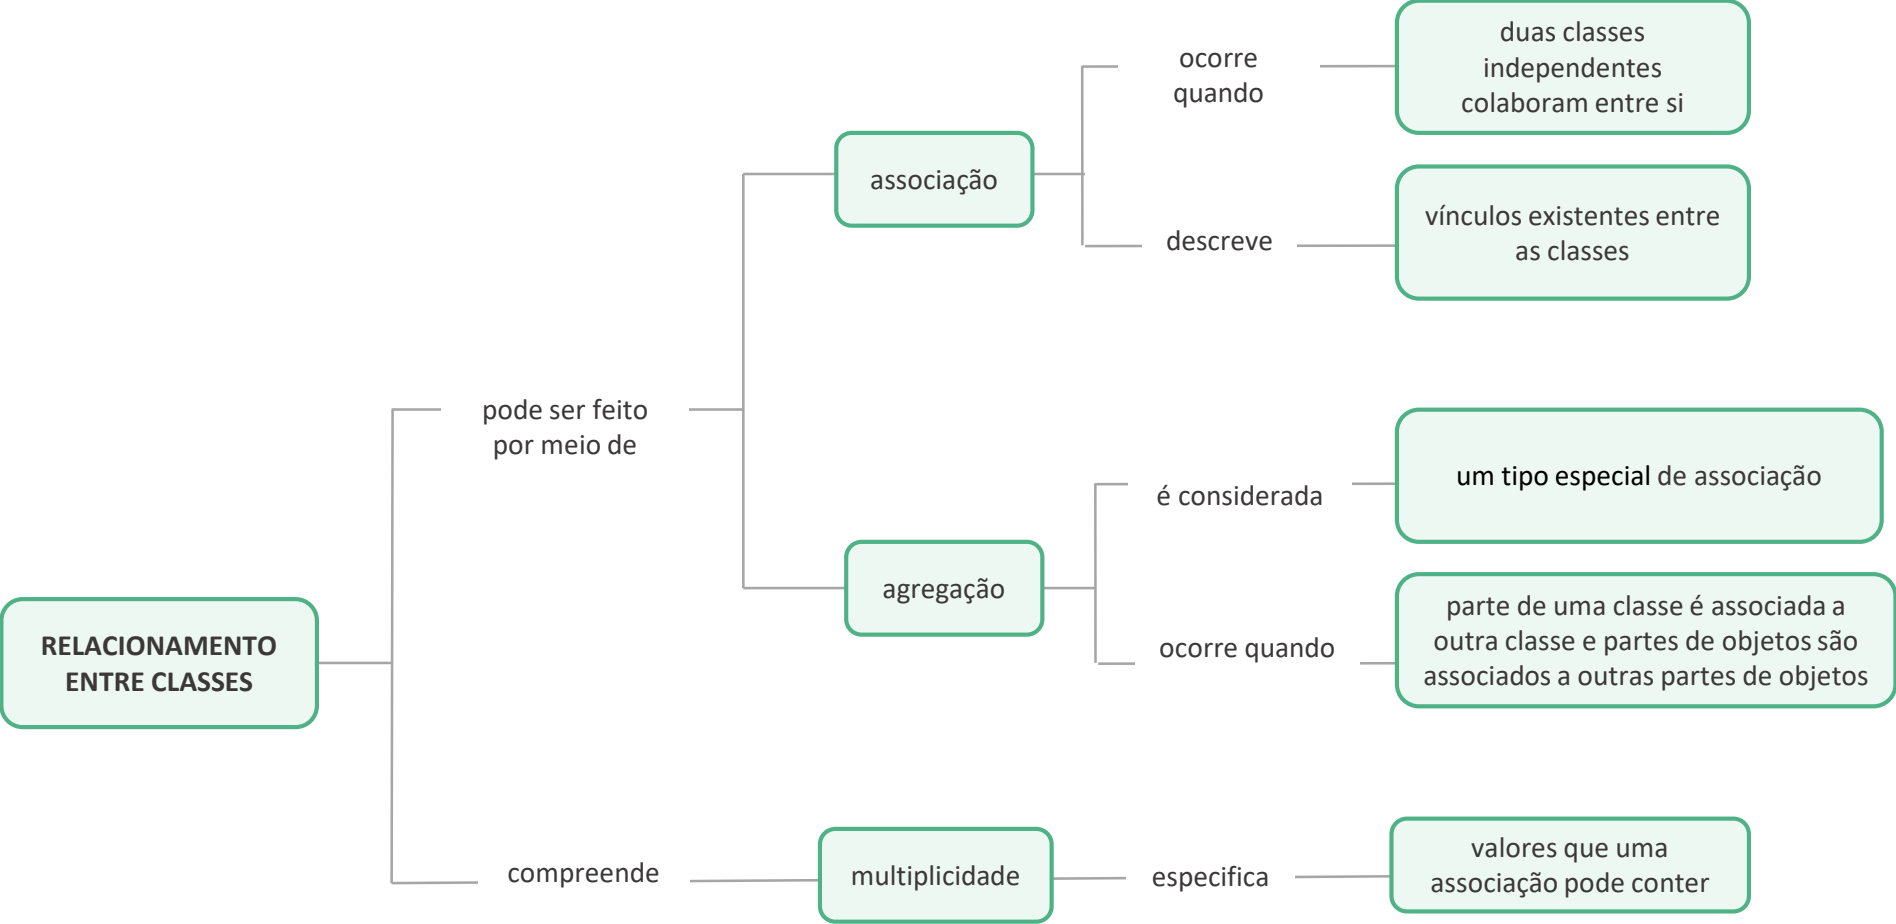 RELACIONAMENTO
ENTRE CLASSES
pode ser feito
por meio de
associação
ocorre
quando
duas classes
independentes
colaboram entre si
descreve
vínculos existentes entre
as classes
agregação
é considerada
um tipo especial de associação
ocorre quando
parte de uma classe é associada a
outra classe e partes de objetos são
associados a outras partes de objetos
compreende
multiplicidade
especifica
valores que uma
associação pode conter